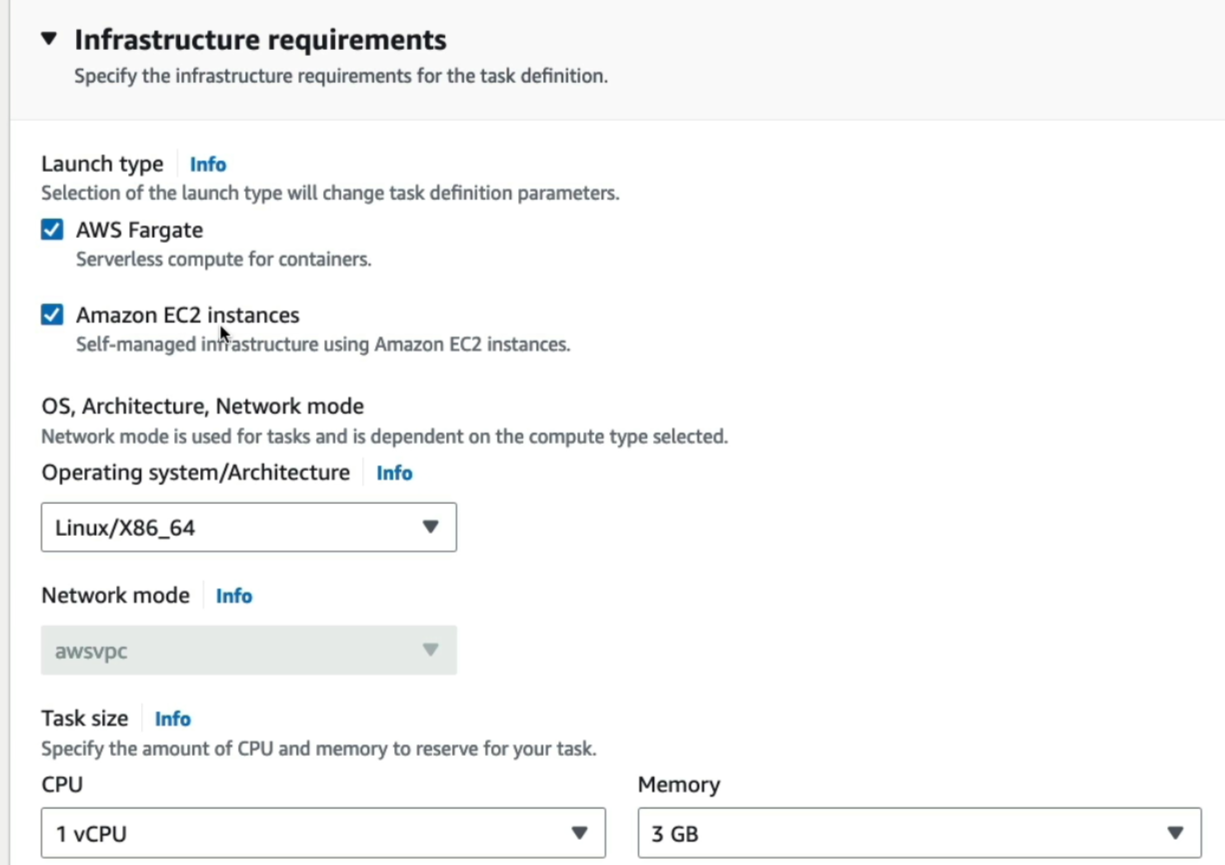 Infrastructure requirements
Specify the infrastructure requirements for the task definition.
Launch type Info
Selection of the launch type will change task definition parameters.
AWS Fargate
Serverless compute for containers.
Amazon EC2 instances
Self-managed infrastructure using Amazon EC2 instances.
OS, Architecture, Network mode
Network mode is used for tasks and is dependent on the compute type selected.
Operating system/Architecture Info
Linux/X86_64
Network mode Info
awsvpc
Task size Info
Specify the amount of CPU and memory to reserve for your task.
CPU Memory
1 vCPU 3 GB